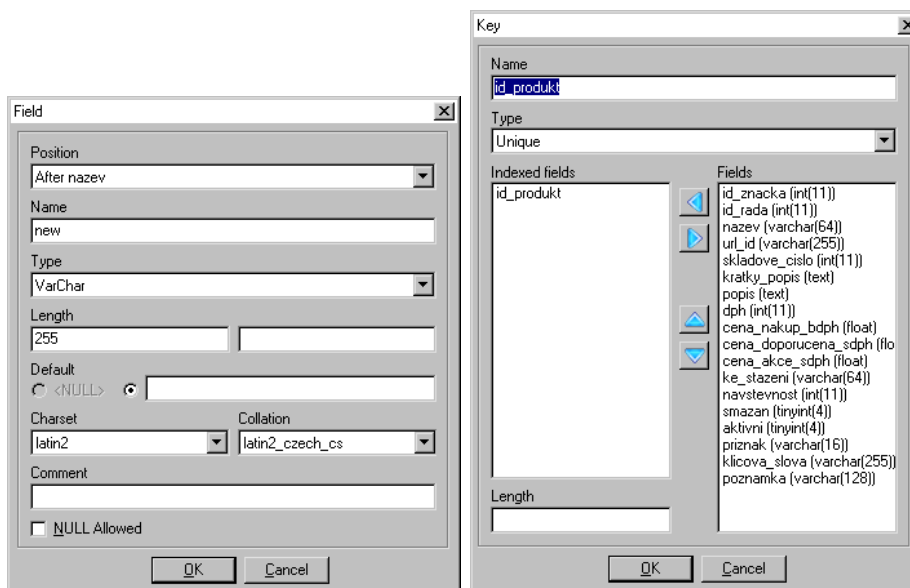 Field
Position
After nazev
Name
new
Type
VarChar
Length
255
Default
<NULL>
Charset
Collation
latin2
latin2_czech_cs
Comment
NULL Allowed
OK
Cancel
Key
Name
id_produkt
Type
Unique
Indexed fields
id_produkt
Fields
id_znacka (int(11))
id_rada (int(11))
nazev (varchar(64))
url_id (varchar(255))
skladove_cislo (int(11))
kratky_popis (text)
popis (text)
dph (int(11))
cena_nakup_bdph (float)
cena_doporucena_sdph (flo
cena_akce_sdph (float)
ke_stazeni (varchar(64))
navstevnost (int(11))
smazan (tinyint(4))
aktivni (tinyint(4))
priznak (varchar(16))
klicova_slova (varchar(255))
poznamka (varchar(128))
Length
OK
Cancel